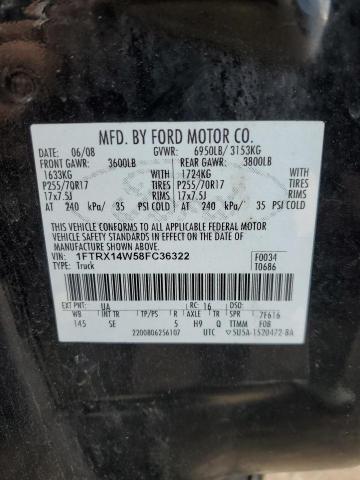 MFD. BY FORD MOTOR CO.
DATE: 06/08 GVWR: 6950LB/ 3153KG
FRONT GAWR: 3600LB REAR GAWR: 3800LB
1633KG WITH 1724KG WITH
P255/70R17 TIRES P255/70R17 TIRES
17x7.5J RIMS 17x7.5J RIMS
AT 240 kPa/ 35 PSI COLD AT 240 kPa/ 35 PSI COLD
THIS VEHICLE CONFORMS TO ALL APPLICABLE FEDERAL MOTOR
VEHICLE SAFETY AND THEFT PREVENTION STANDARDS IN EFFECT
ON THE DATE OF MANUFACTURE SHOWN ABOVE.
VIN: 1FTRX14W58FC36322 F0034
TYPE: Truck T0686
EXT PNT: UA RC: 16 DSO:
WB INT TR TP/PS R AXLE TR SPR 7F616
145 SE 5 H9 Q TTMM F08
2200806256107 UTC 5U5A-1520472-BA